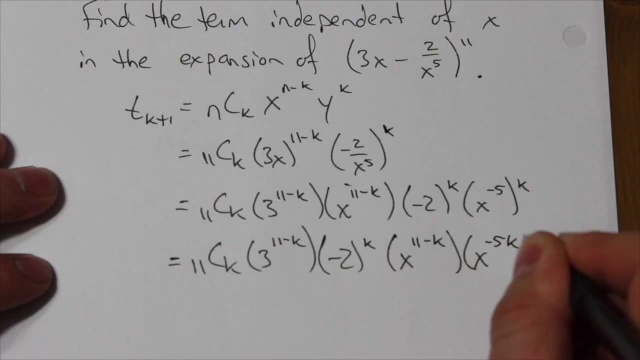 Find the term independent of x
in the expansion of (3x - 2/x⁵)¹¹.
t_{k+1} = nCₖ xⁿ⁻ᵏ yᵏ
= ₁₁Cₖ (3x)¹¹⁻ᵏ (-2/x⁵)ᵏ
= ₁₁Cₖ (3¹¹⁻ᵏ)(x¹¹⁻ᵏ)(-2)ᵏ (x⁻⁵)ᵏ
= ₁₁Cₖ (3¹¹⁻ᵏ)(-2)ᵏ (x¹¹⁻ᵏ)(x⁻⁵ᵏ